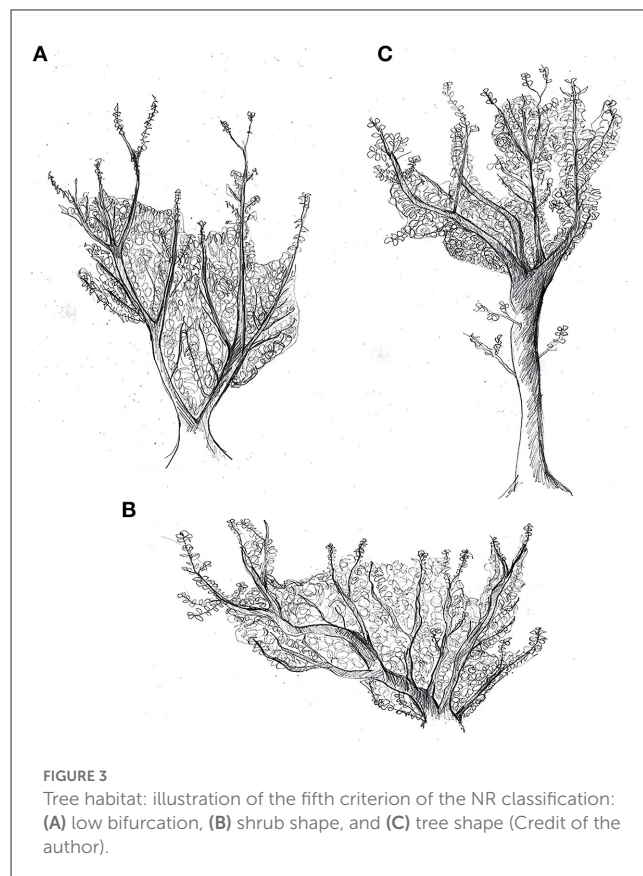 A
C
B
FIGURE 3
Tree habitat: illustration of the fifth criterion of the NR classification:
(A) low bifurcation, (B) shrub shape, and (C) tree shape (Credit of the
author).